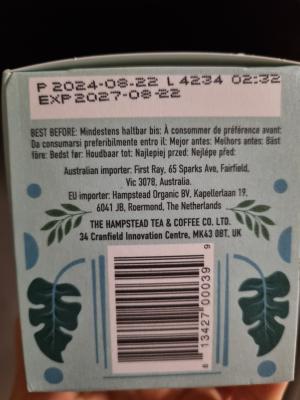 P 2024-08-22 L 4234 02:32
EXP 2027-08-22
BEST BEFORE: Mindestens haltbar bis: À consommer de préférence avant:
Da consumarsi preferibilmente entro il: Mejor antes: Melhors antes: Bäst
före: Bedst før: Houdbaar tot: Najlepiej przed: Nejlépe před:
Australian importer: First Ray, 65 Sparks Ave, Fairfield,
Vic 3078, Australia.
EU importer: Hampstead Organic BV, Kapellerlaan 19,
6041 JB, Roermond, The Netherlands
THE HAMPSTEAD TEA & COFFEE CO. LTD.
34 Cranfield Innovation Centre, MK43 0BT, UK
8 13427 00039 9